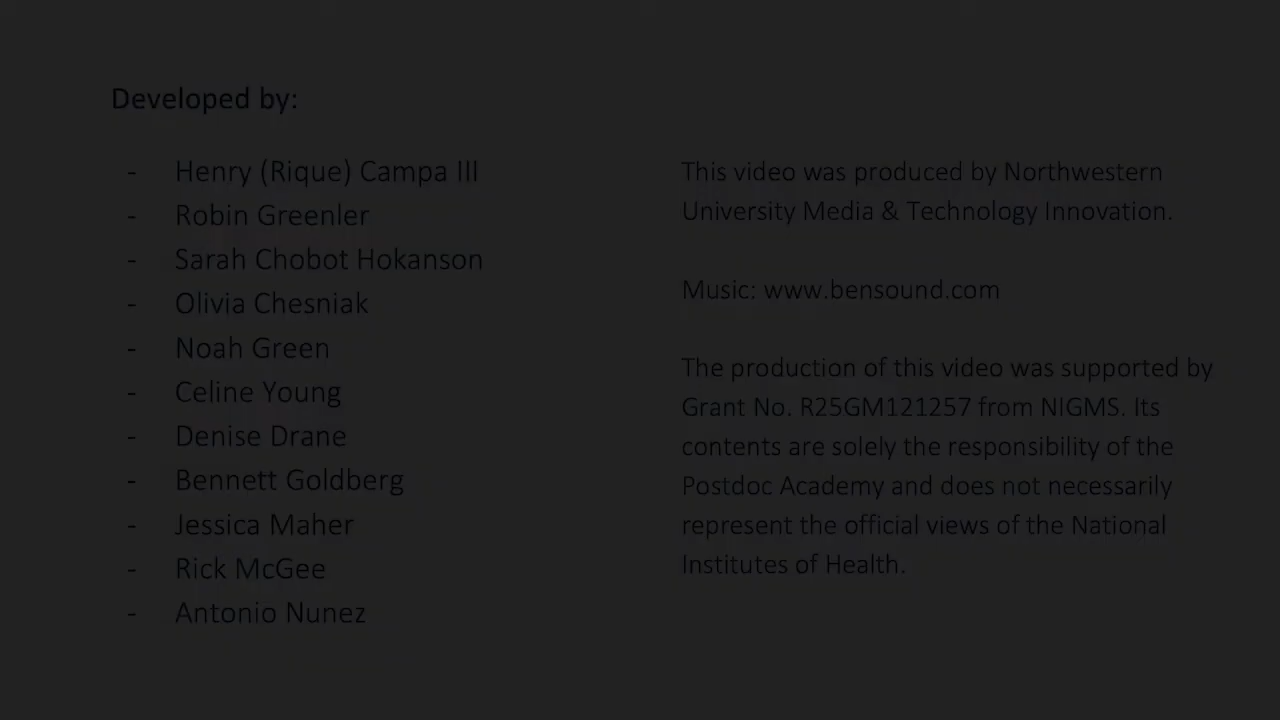 Developed by:
- Henry (Rique) Campa III
- Robin Greenler
- Sarah Chobot Hokanson
- Olivia Chesniak
- Noah Green
- Celine Young
- Denise Drane
- Bennett Goldberg
- Jessica Maher
- Rick McGee
- Antonio Nunez
This video was produced by Northwestern
University Media & Technology Innovation.
Music: www.bensound.com
The production of this video was supported by
Grant No. R25GM121257 from NIGMS. Its
contents are solely the responsibility of the
Postdoc Academy and does not necessarily
represent the official views of the National
Institutes of Health.